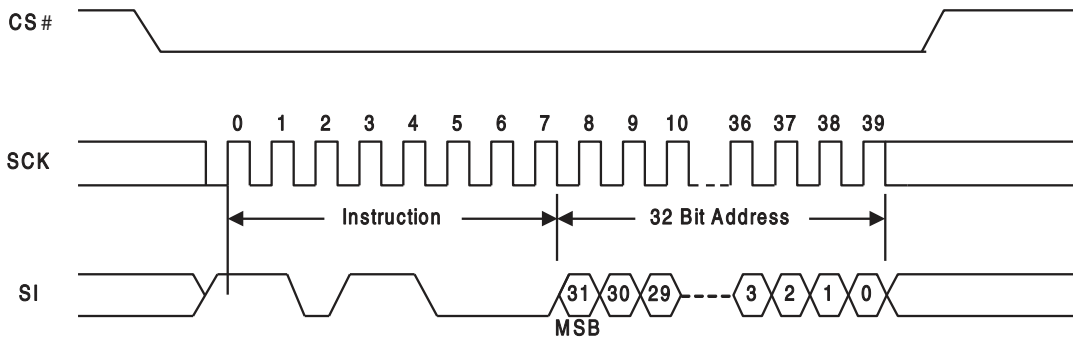 CS#
0 1 2 3 4 5 6 7 8 9 10 36 37 38 39
SCK
Instruction 32 Bit Address
SI 31 30 29 3 2 1 0
MSB